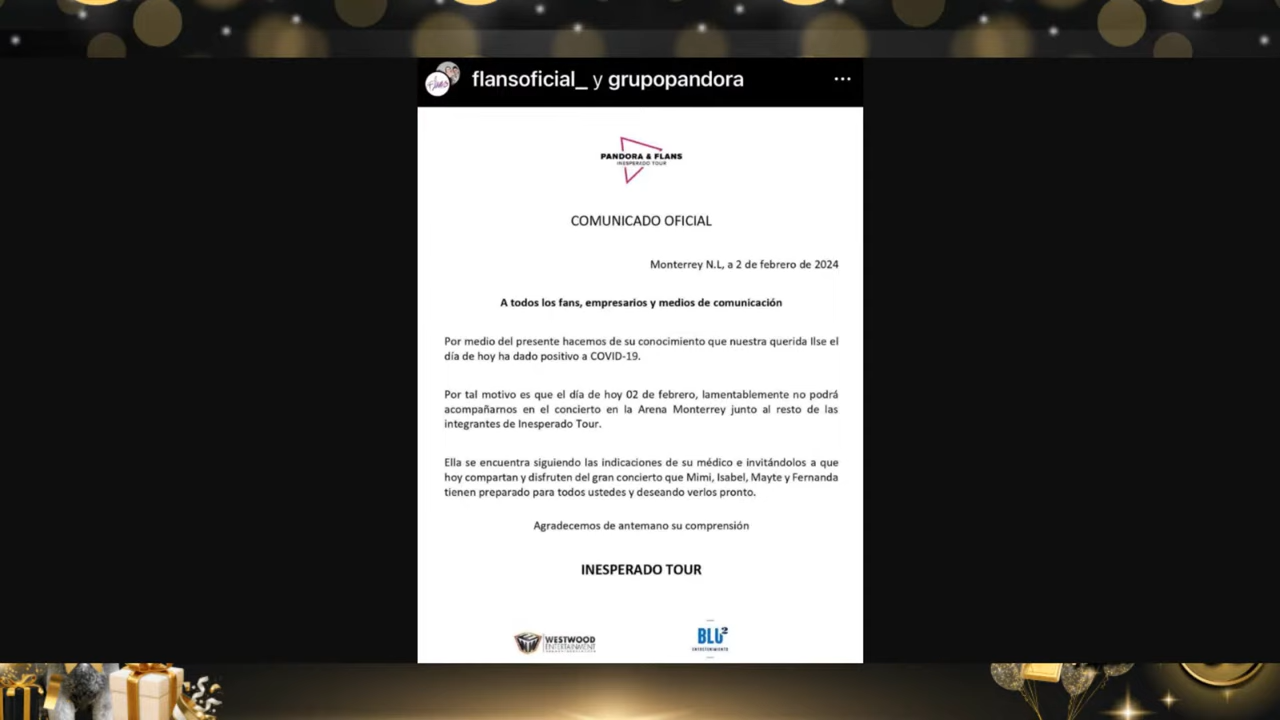 flansoficial_ y grupopandora
PANDORA & FLANS
INESPERADO TOUR
COMUNICADO OFICIAL
Monterrey N.L, a 2 de febrero de 2024
A todos los fans, empresarios y medios de comunicación
Por medio del presente hacemos de su conocimiento que nuestra querida Ilse el
día de hoy ha dado positivo a COVID-19.
Por tal motivo es que el día de hoy 02 de febrero, lamentablemente no podrá
acompañarnos en el concierto en la Arena Monterrey junto al resto de las
integrantes de Inesperado Tour.
Ella se encuentra siguiendo las indicaciones de su médico e invitándolos a que
hoy compartan y disfruten del gran concierto que Mimi, Isabel, Mayte y Fernanda
tienen preparado para todos ustedes y deseando verlos pronto.
Agradecemos de antemano su comprensión
INESPERADO TOUR
WESTWOOD
ENTERTAINMENT
BLU2
ENTRETENIMIENTO